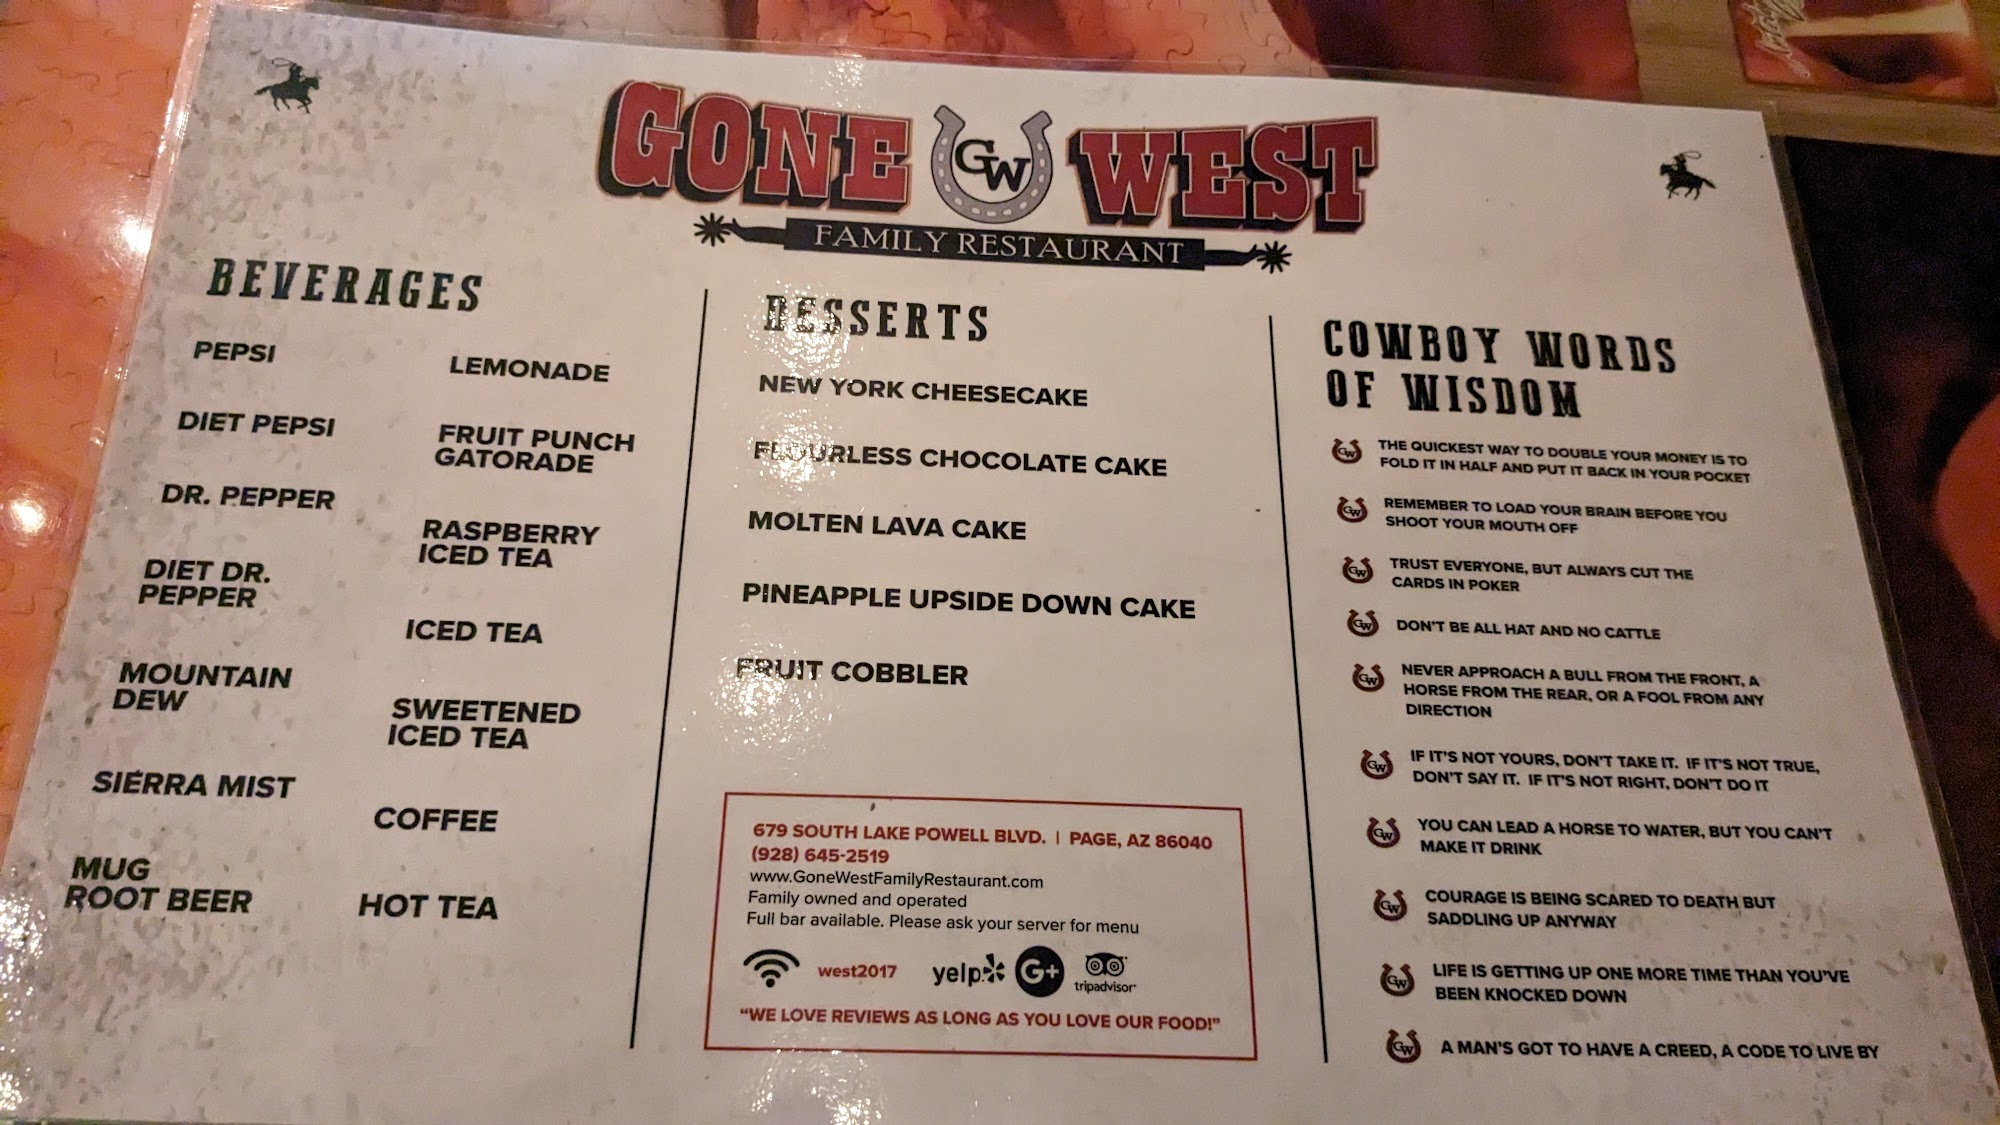 GONE GW WEST
FAMILY RESTAURANT
BEVERAGES
PEPSI
DIET PEPSI
DR. PEPPER
DIET DR.
PEPPER
MOUNTAIN
DEW
SIERRA MIST
MUG
ROOT BEER
LEMONADE
FRUIT PUNCH
GATORADE
RASPBERRY
ICED TEA
ICED TEA
SWEETENED
ICED TEA
COFFEE
HOT TEA
DESSERTS
NEW YORK CHEESECAKE
FLOURLESS CHOCOLATE CAKE
MOLTEN LAVA CAKE
PINEAPPLE UPSIDE DOWN CAKE
FRUIT COBBLER
679 SOUTH LAKE POWELL BLVD. | PAGE, AZ 86040
(928) 645-2519
www.GoneWestFamilyRestaurant.com
Family owned and operated
Full bar available. Please ask your server for menu
west2017 yelp G+ tripadvisor
“WE LOVE REVIEWS AS LONG AS YOU LOVE OUR FOOD!”
COWBOY WORDS
OF WISDOM
GW THE QUICKEST WAY TO DOUBLE YOUR MONEY IS TO
FOLD IT IN HALF AND PUT IT BACK IN YOUR POCKET
GW REMEMBER TO LOAD YOUR BRAIN BEFORE YOU
SHOOT YOUR MOUTH OFF
GW TRUST EVERYONE, BUT ALWAYS CUT THE
CARDS IN POKER
GW DON'T BE ALL HAT AND NO CATTLE
GW NEVER APPROACH A BULL FROM THE FRONT, A
HORSE FROM THE REAR, OR A FOOL FROM ANY
DIRECTION
GW IF IT'S NOT YOURS, DON'T TAKE IT. IF IT'S NOT TRUE,
DON'T SAY IT. IF IT'S NOT RIGHT, DON'T DO IT
GW YOU CAN LEAD A HORSE TO WATER, BUT YOU CAN'T
MAKE IT DRINK
GW COURAGE IS BEING SCARED TO DEATH BUT
SADDLING UP ANYWAY
GW LIFE IS GETTING UP ONE MORE TIME THAN YOU'VE
BEEN KNOCKED DOWN
GW A MAN'S GOT TO HAVE A CREED, A CODE TO LIVE BY